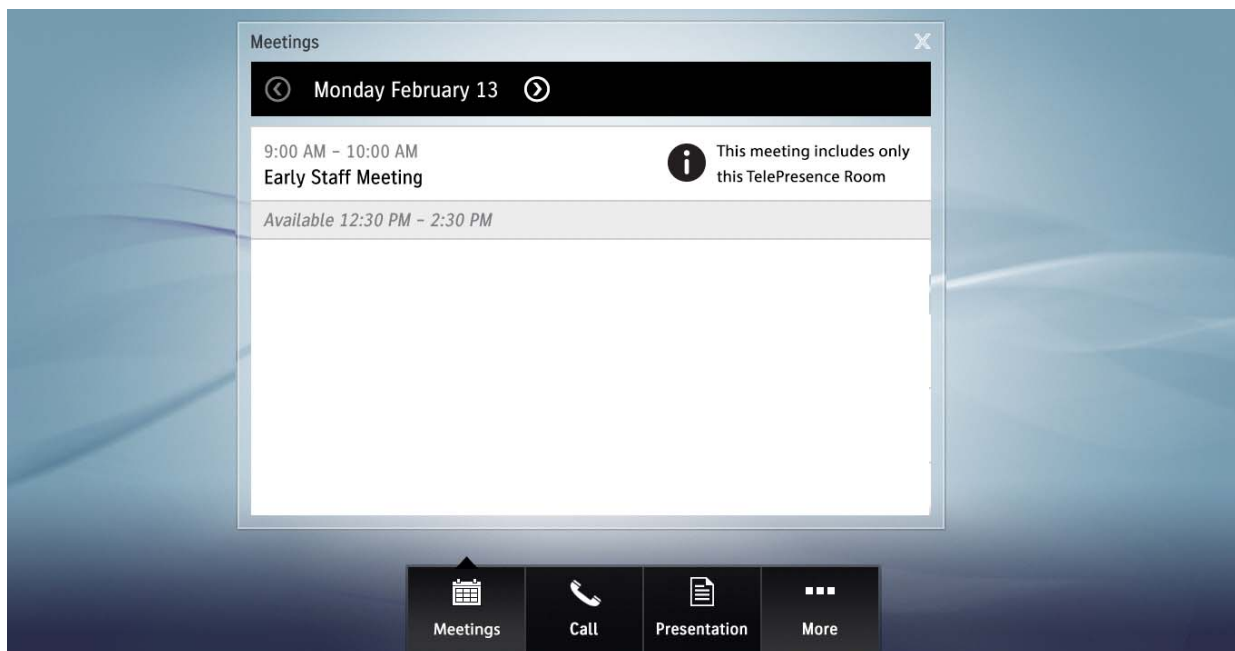 Meetings
Monday February 13
9:00 AM – 10:00 AM
Early Staff Meeting
This meeting includes only
this TelePresence Room
Available 12:30 PM – 2:30 PM
Meetings
Call
Presentation
More